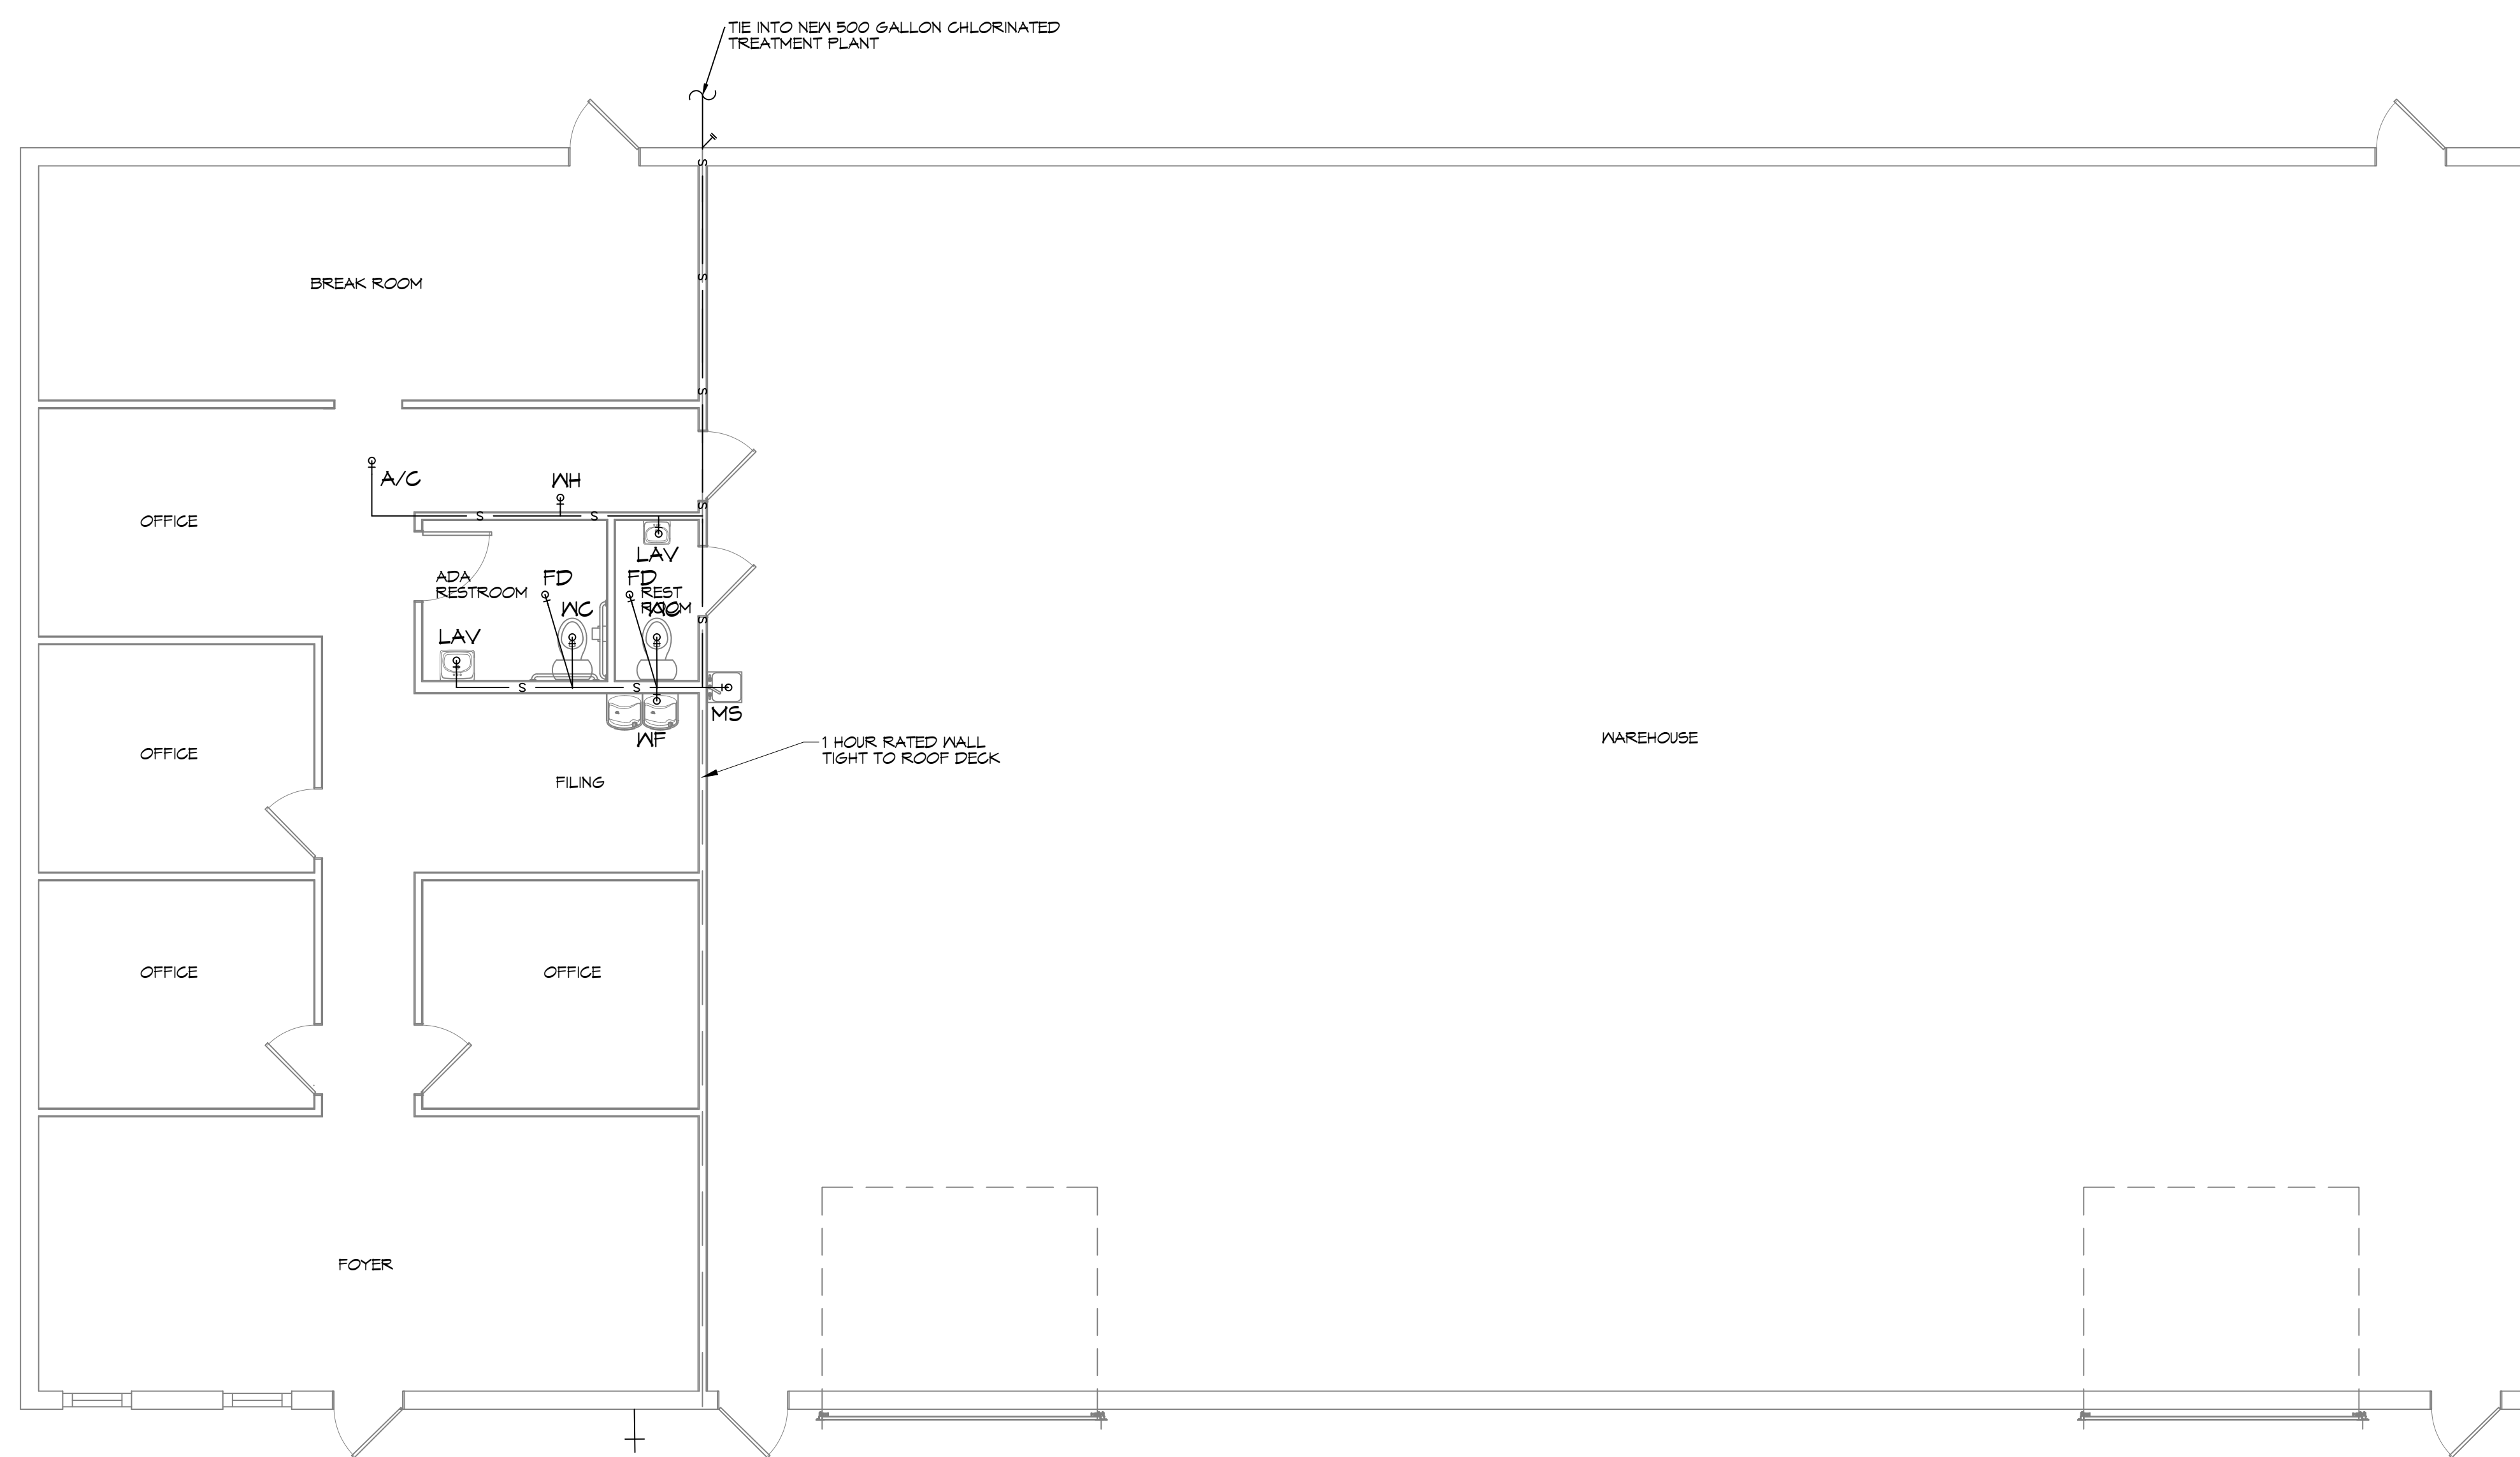 TIE INTO NEW 500 GALLON CHLORINATED
TREATMENT PLANT
S
S
BREAK ROOM
S
A/C
WH
S
OFFICE
S
S
LAV
ADA
RESTROOM
FD
FD
REST
ROOM
WC
S
LAV
S
S
MS
WF
1 HOUR RATED WALL
TIGHT TO ROOF DECK
WAREHOUSE
OFFICE
FILING
OFFICE
OFFICE
FOYER